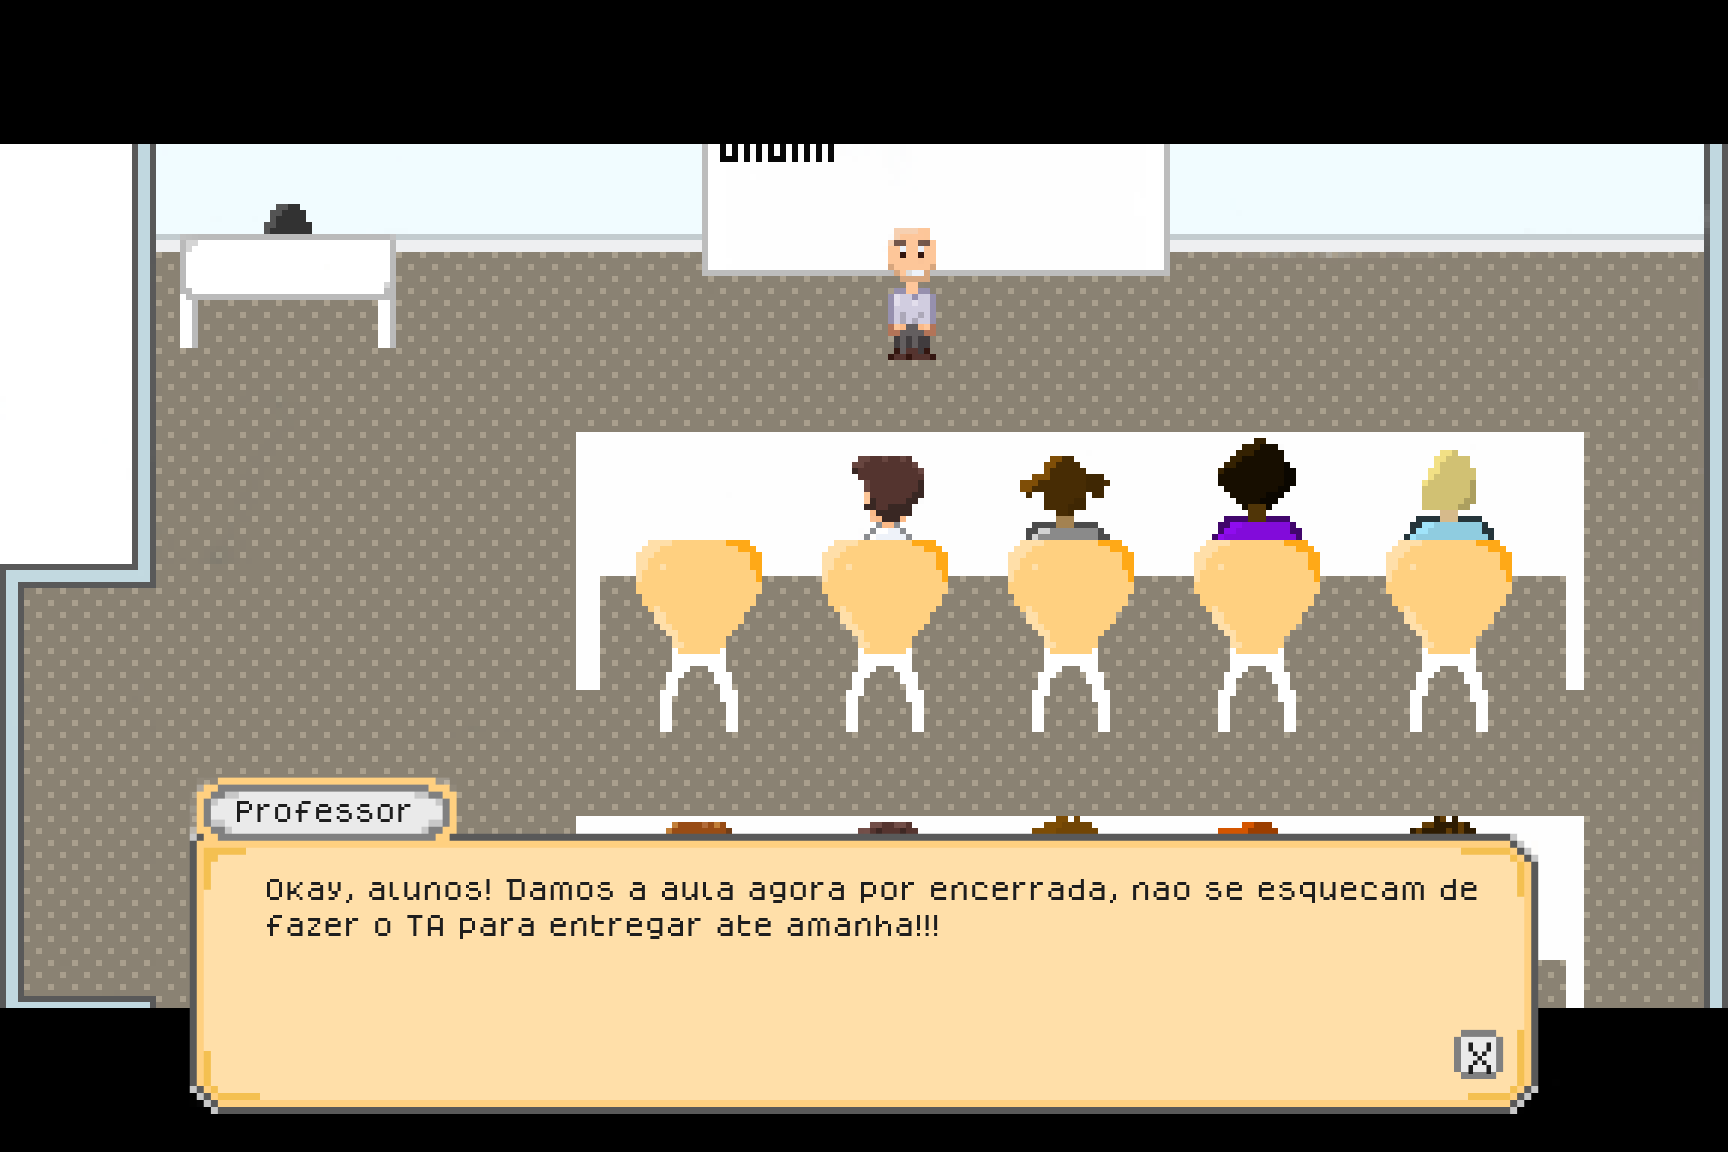 Professor
Okay, alunos! Damos a aula agora por encerrada, nao se esquecam de
fazer o TA para entregar ate amanha!!!
X